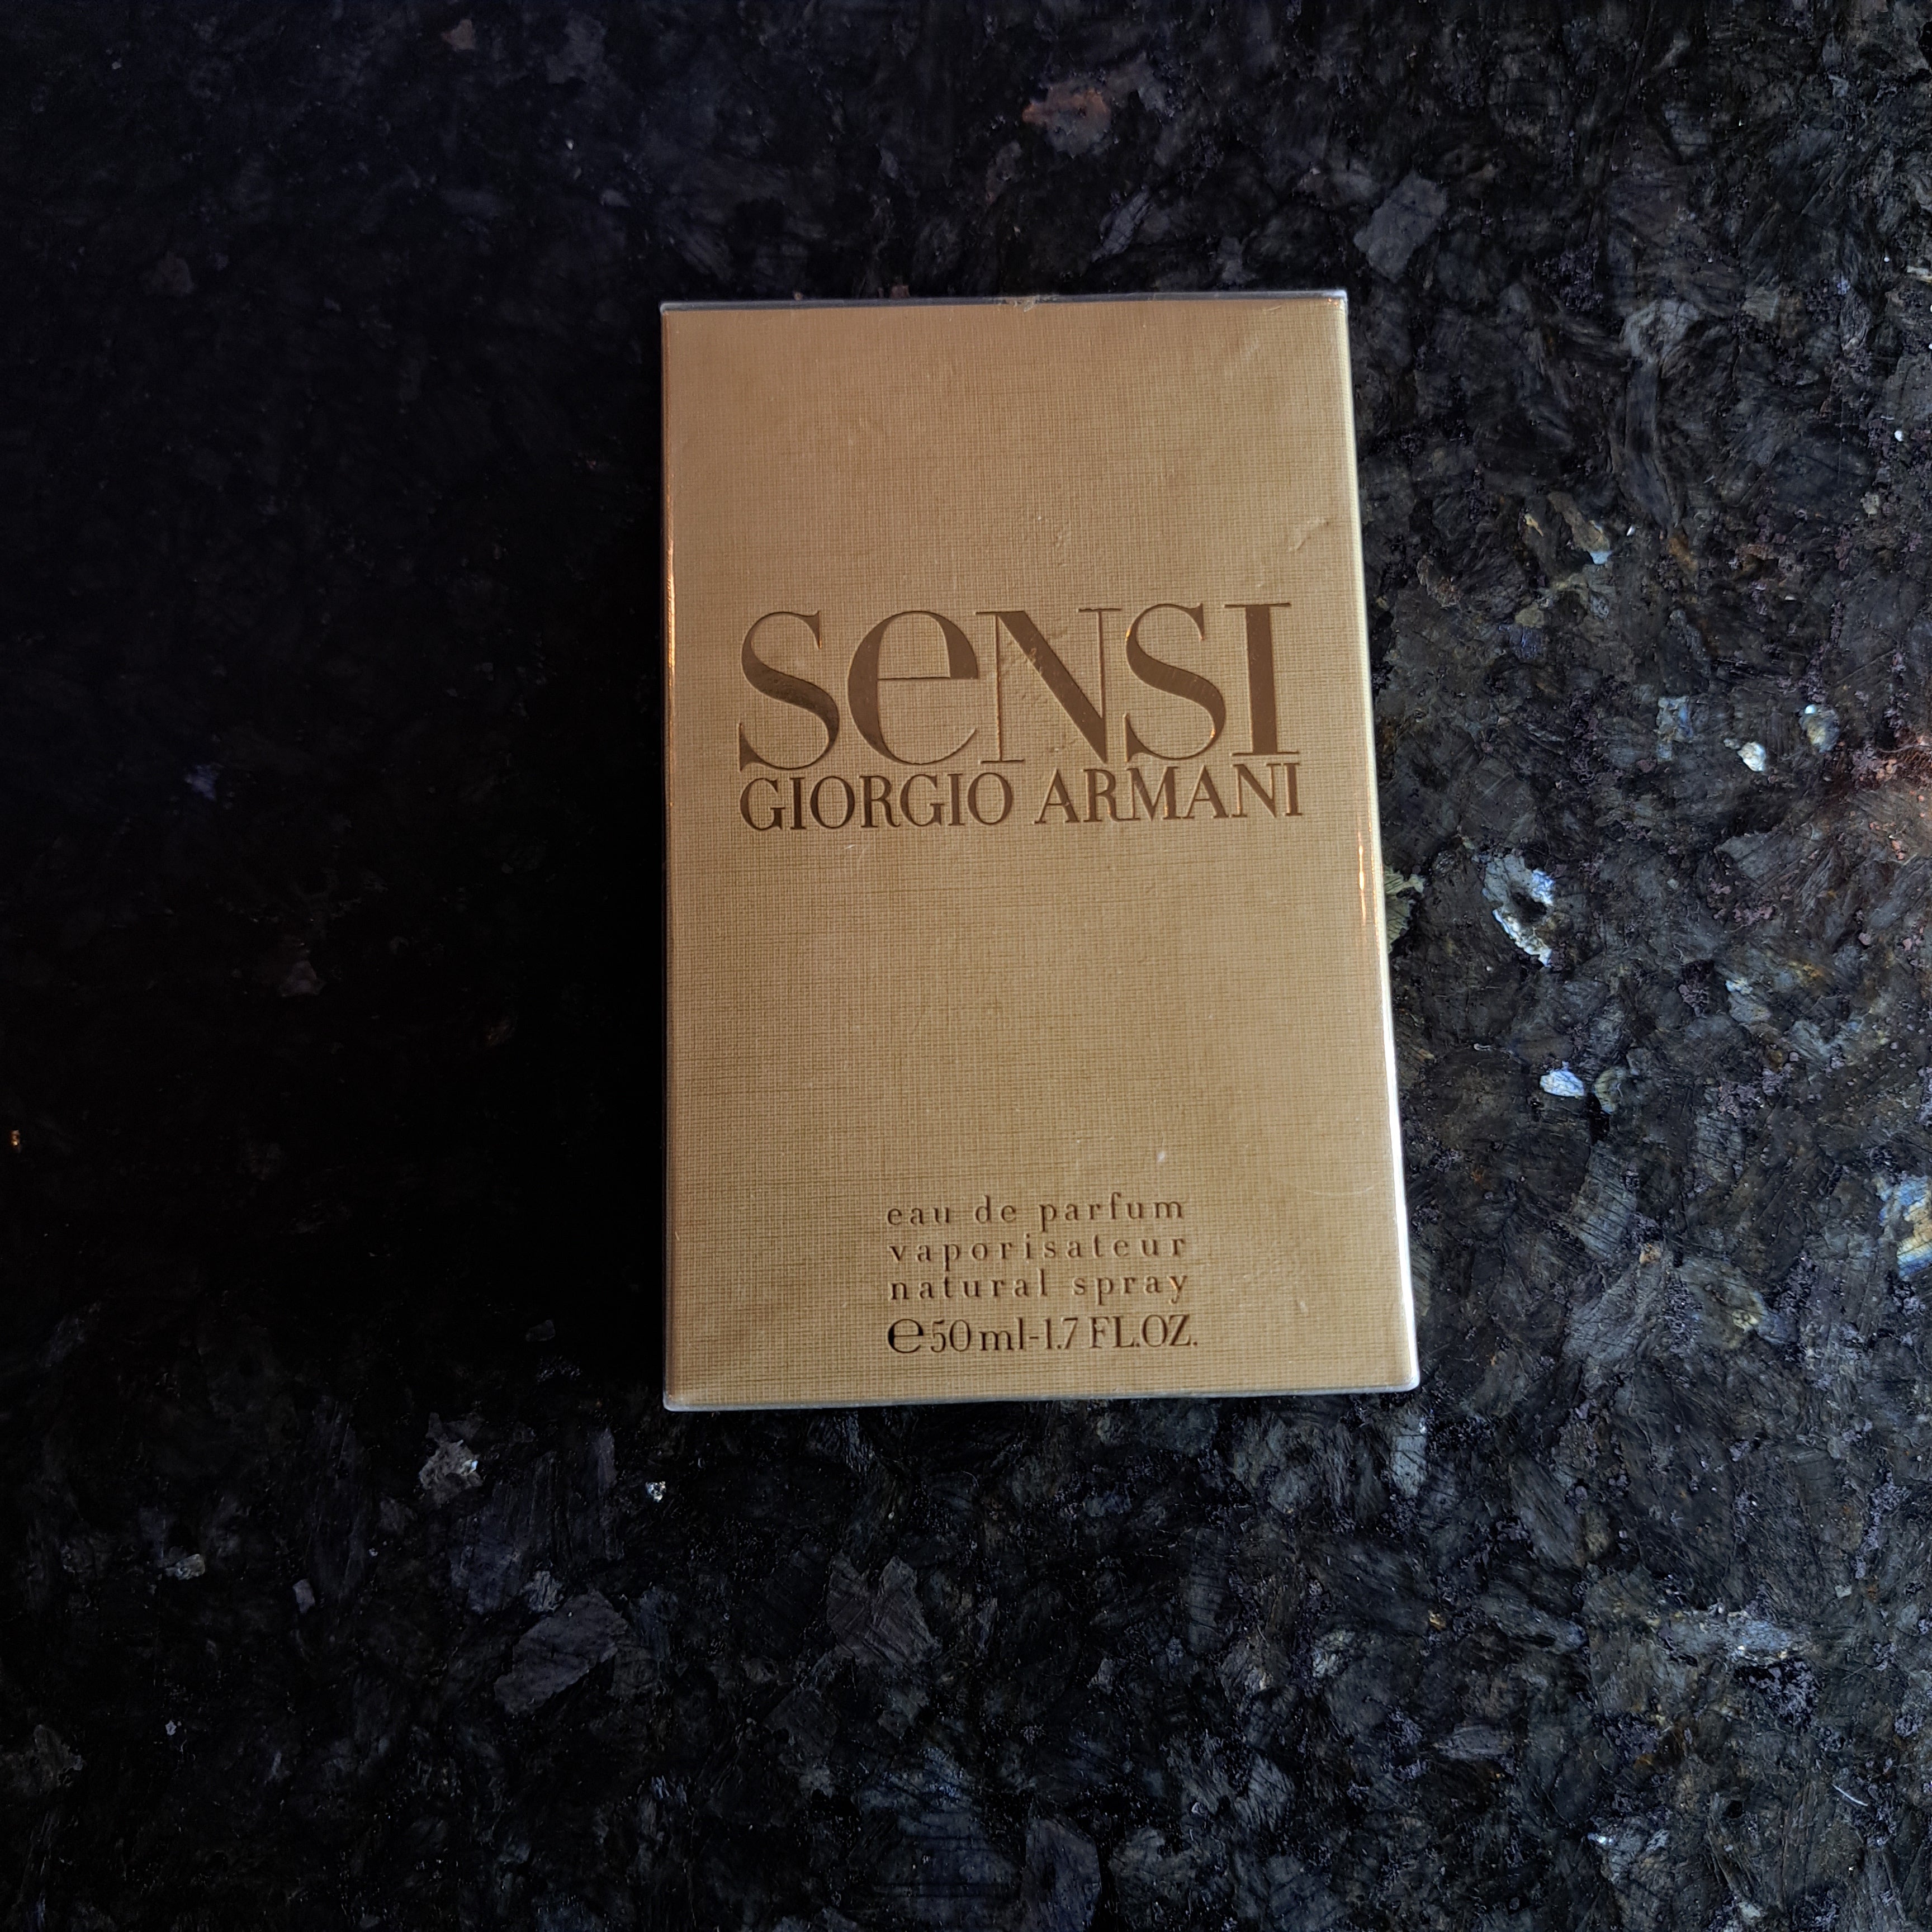 SeNSI
GIORGIO ARMANI
eau de parfum
vaporisateur
natural spray
℮50ml-1.7 FL.OZ.